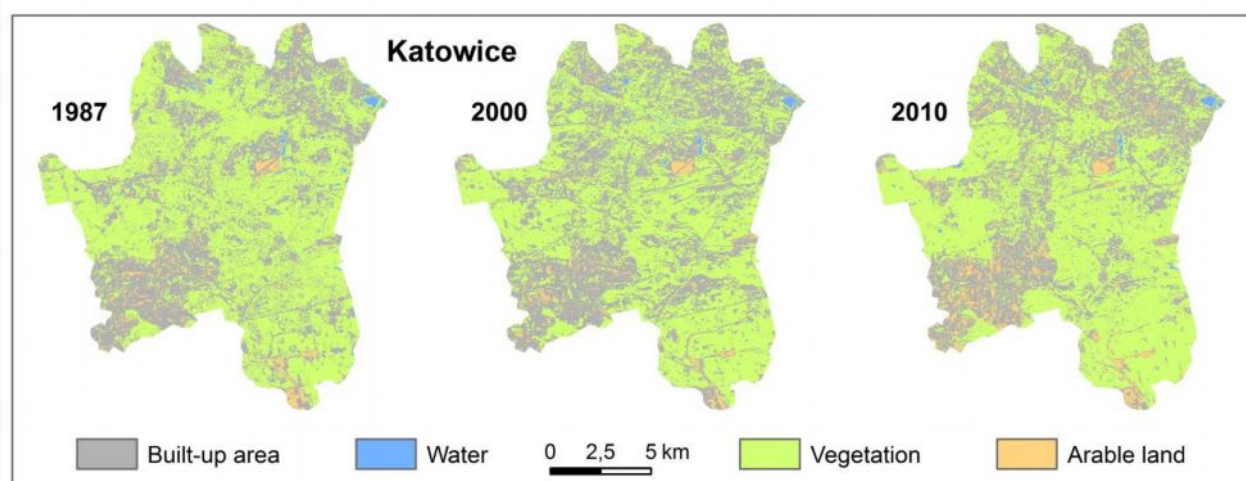 Katowice
1987
2000
2010
Built-up area
Water
0 2,5 5 km
Vegetation
Arable land